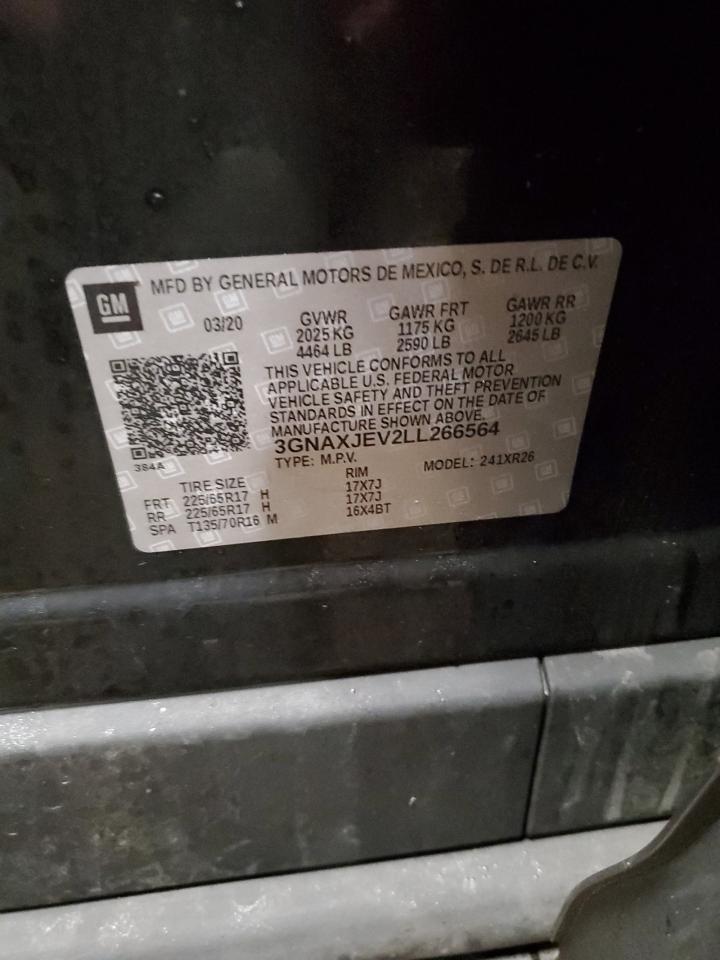 GM
MFD BY GENERAL MOTORS DE MEXICO, S. DE R.L. DE C.V.
03/20 GVWR GAWR FRT GAWR RR
2025 KG 1175 KG 1200 KG
4464 LB 2590 LB 2645 LB
THIS VEHICLE CONFORMS TO ALL
APPLICABLE U.S. FEDERAL MOTOR
VEHICLE SAFETY AND THEFT PREVENTION
STANDARDS IN EFFECT ON THE DATE OF
MANUFACTURE SHOWN ABOVE.
3GNAXJEV2LL266564
TYPE: M.P.V. MODEL: 241XR26
384A
TIRE SIZE RIM
FRT 225/65R17 H 17X7J
RR 225/65R17 H 17X7J
SPA T135/70R16 M 16X4BT